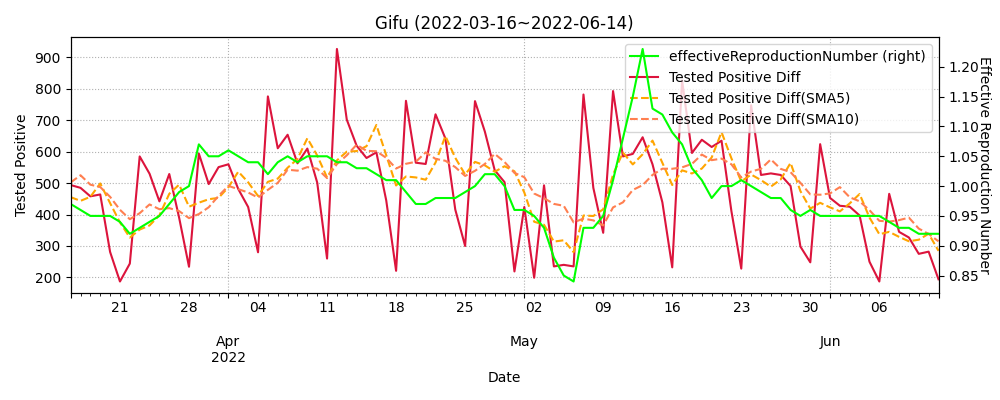 Gifu (2022-03-16~2022-06-14)
effectiveReproductionNumber (right)
Tested Positive Diff
Tested Positive Diff(SMA5)
Tested Positive Diff(SMA10)
Tested Positive
900
800
700
600
500
400
300
200
1.20
1.15
1.10
1.05
1.00
0.95
0.90
0.85
Effective Reproduction Number
21 28 04 11 18 25 02 09 16 23 30 06
Apr May Jun
2022
Date